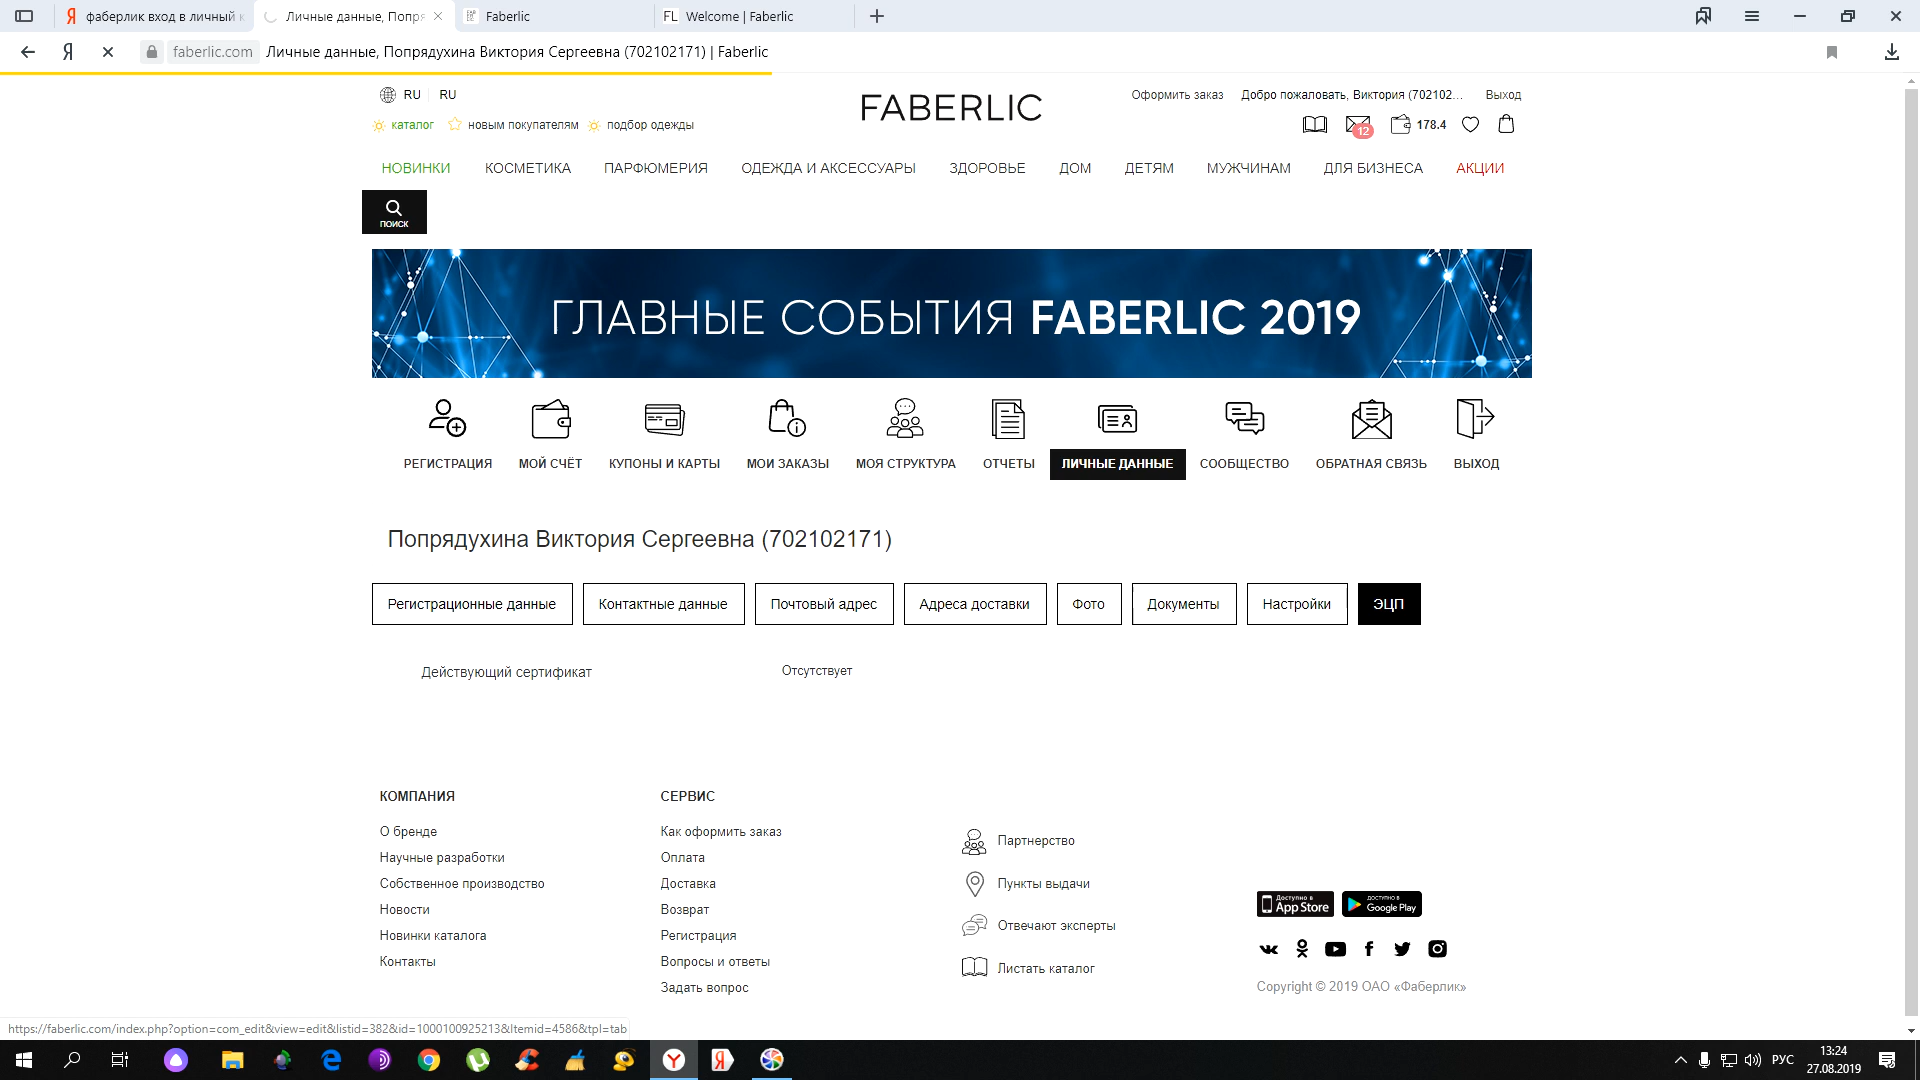 фаберлик вход в личный к
Личные данные, Попря
Faberlic
FL Welcome | Faberlic
faberlic.com Личные данные, Попрядухина Виктория Сергеевна (702102171) | Faberlic
RU RU
FABERLIC
Оформить заказ Добро пожаловать, Виктория (702102... Выход
каталог новым покупателям подбор одежды
12 178.4
НОВИНКИ КОСМЕТИКА ПАРФЮМЕРИЯ ОДЕЖДА И АКСЕССУАРЫ ЗДОРОВЬЕ ДОМ ДЕТЯМ МУЖЧИНАМ ДЛЯ БИЗНЕСА АКЦИИ
ПОИСК
ГЛАВНЫЕ СОБЫТИЯ FABERLIC 2019
РЕГИСТРАЦИЯ МОЙ СЧЁТ КУПОНЫ И КАРТЫ МОИ ЗАКАЗЫ МОЯ СТРУКТУРА ОТЧЕТЫ ЛИЧНЫЕ ДАННЫЕ СООБЩЕСТВО ОБРАТНАЯ СВЯЗЬ ВЫХОД
Попрядухина Виктория Сергеевна (702102171)
Регистрационные данные Контактные данные Почтовый адрес Адреса доставки Фото Документы Настройки ЭЦП
Действующий сертификат Отсутствует
КОМПАНИЯ
О бренде
Научные разработки
Собственное производство
Новости
Новинки каталога
Контакты
СЕРВИС
Как оформить заказ
Оплата
Доставка
Возврат
Регистрация
Вопросы и ответы
Задать вопрос
Партнерство
Пункты выдачи
Отвечают эксперты
Листать каталог
Доступно в App Store
ДОСТУПНО В Google Play
Copyright © 2019 ОАО «Фаберлик»
https://faberlic.com/index.php?option=com_edit&view=edit&listid=382&id=1000100925213&Itemid=4586&tpl=tab
РУС
13:24
27.08.2019